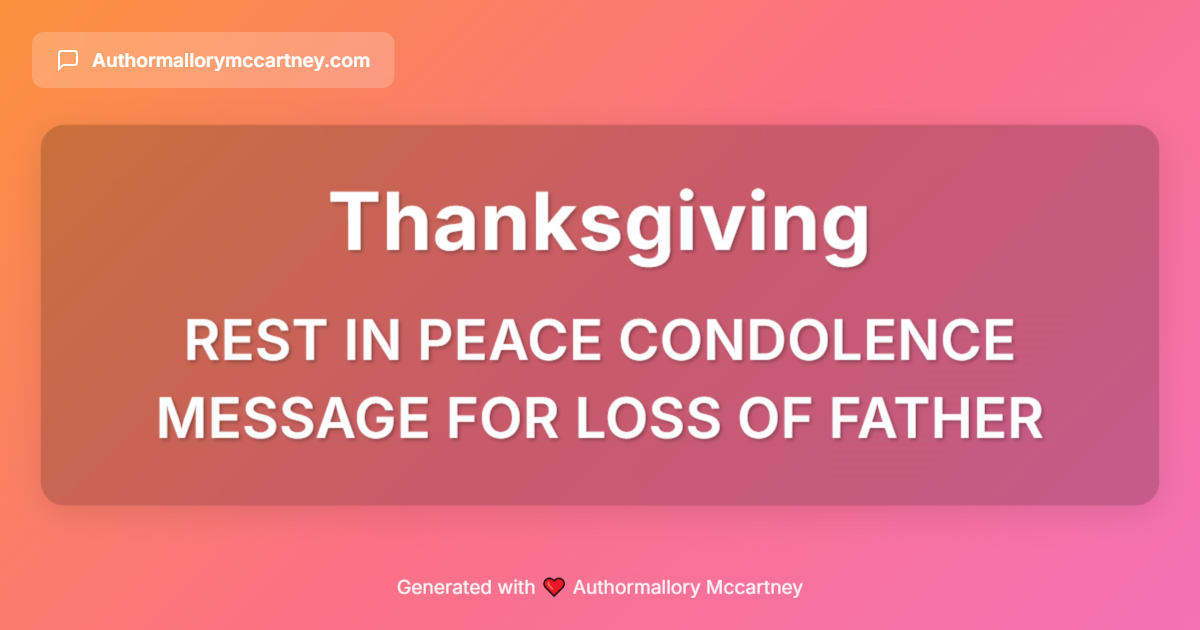 Authormallorymccartney.com
Thanksgiving
REST IN PEACE CONDOLENCE
MESSAGE FOR LOSS OF FATHER
Generated with ❤️ Authormallory Mccartney